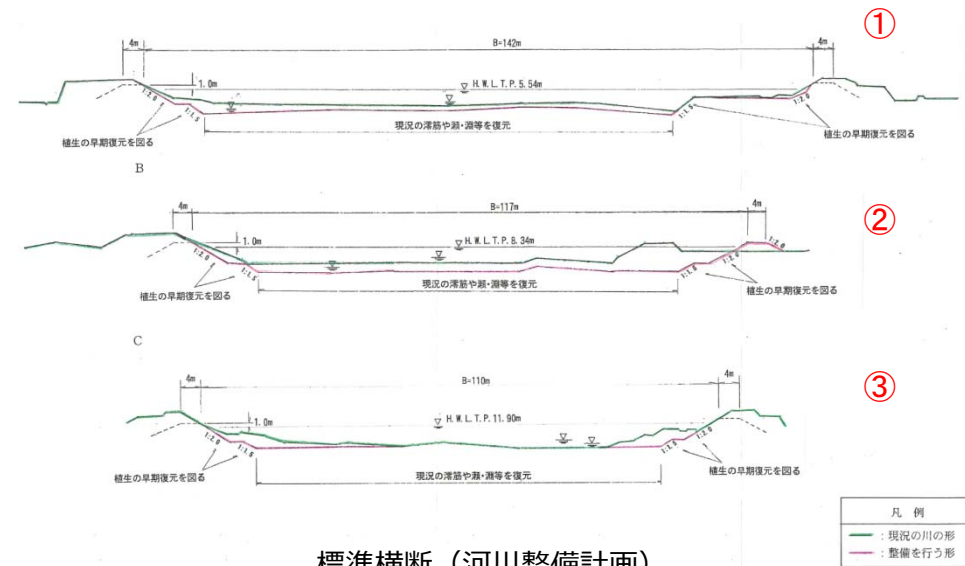 ①
4m B=142m 4m
1.0m H.W.L.T.P.5.54m
1:2.0 1:2.0
1:1.5 1:1.5
現況の澪筋や瀬・淵等を復元
植生の早期復元を図る 植生の早期復元を図る
B
②
4m B=117m 4m
1.0m H.W.L.T.P.8.34m 1:2.0
1:2.0 1:2.0
1:1.5 1:1.5
現況の澪筋や瀬・淵等を復元
植生の早期復元を図る 植生の早期復元を図る
C
③
4m B=110m 4m
1.0m H.W.L.T.P.11.90m
1:2.0 1:2.0
1:1.5 1:1.5
現況の澪筋や瀬・淵等を復元
植生の早期復元を図る 植生の早期復元を図る
凡例
:現況の川の形
:整備を行う形
標準横断(河川整備計画)